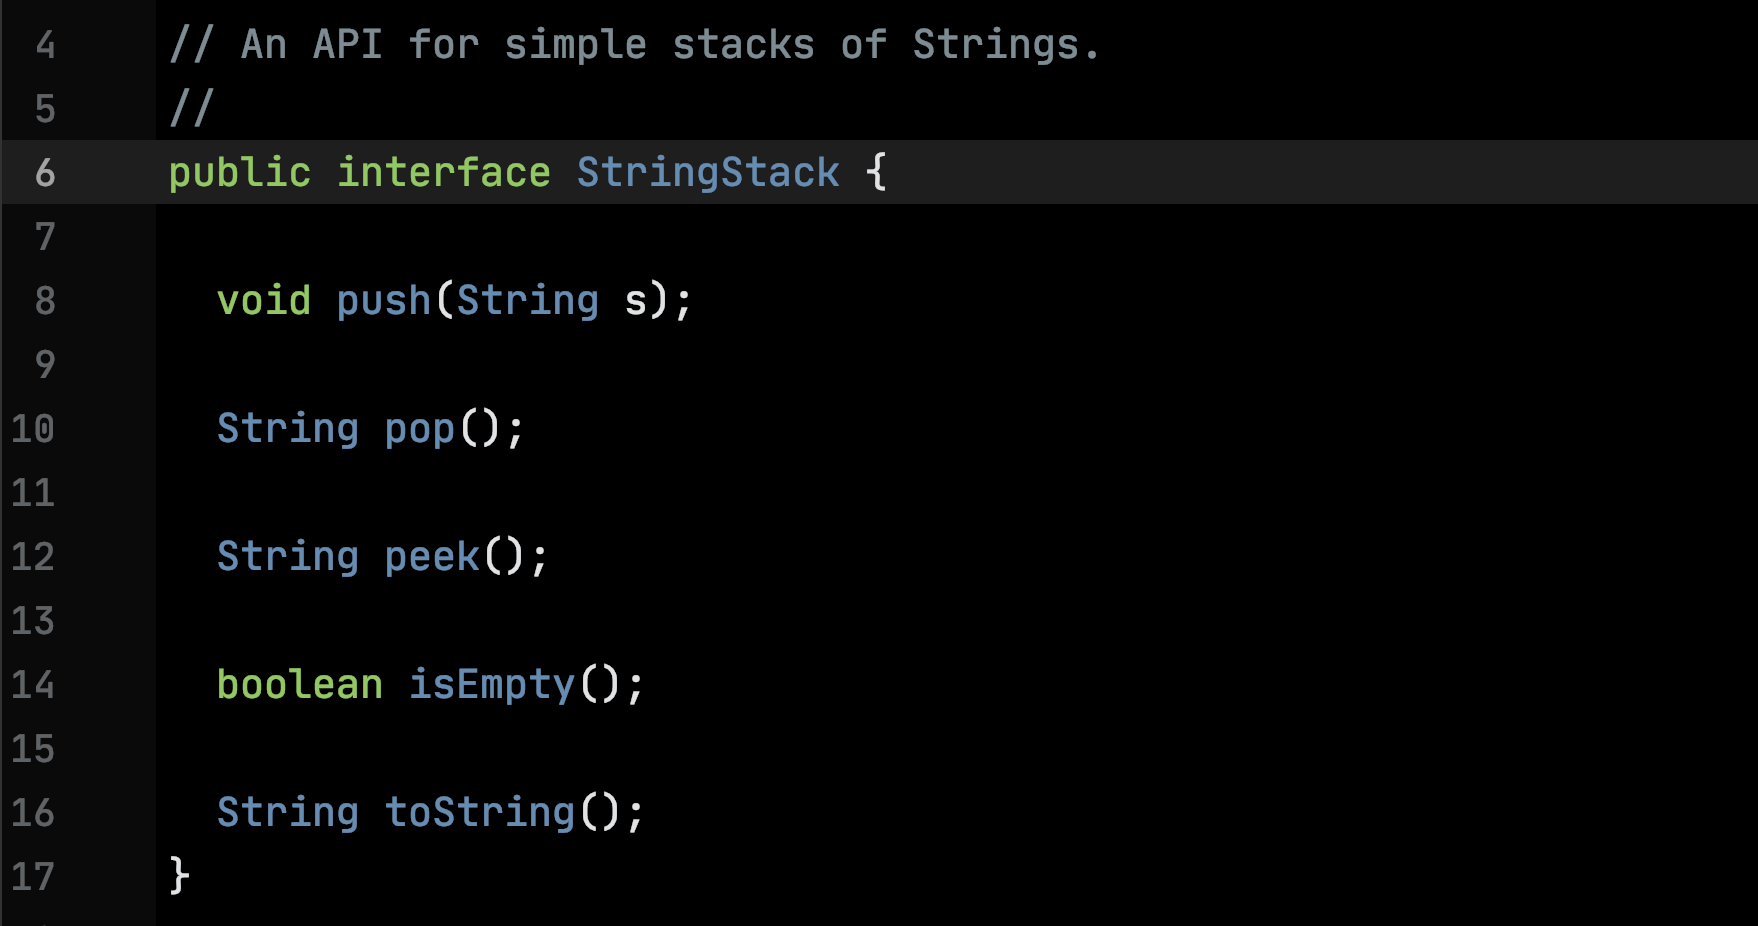 4 // An API for simple stacks of Strings.
5 //
6 public interface StringStack {
7
8 void push(String s);
9
10 String pop();
11
12 String peek();
13
14 boolean isEmpty();
15
16 String toString();
17 }